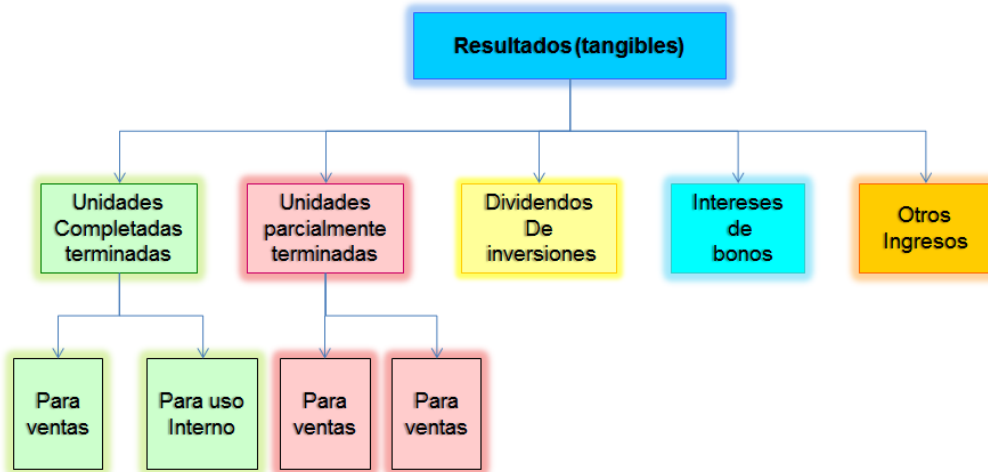 Resultados (tangibles)
Unidades
Completadas
terminadas
Unidades
parcialmente
terminadas
Dividendos
De
inversiones
Intereses
de
bonos
Otros
Ingresos
Para
ventas
Para uso
Interno
Para
ventas
Para
ventas